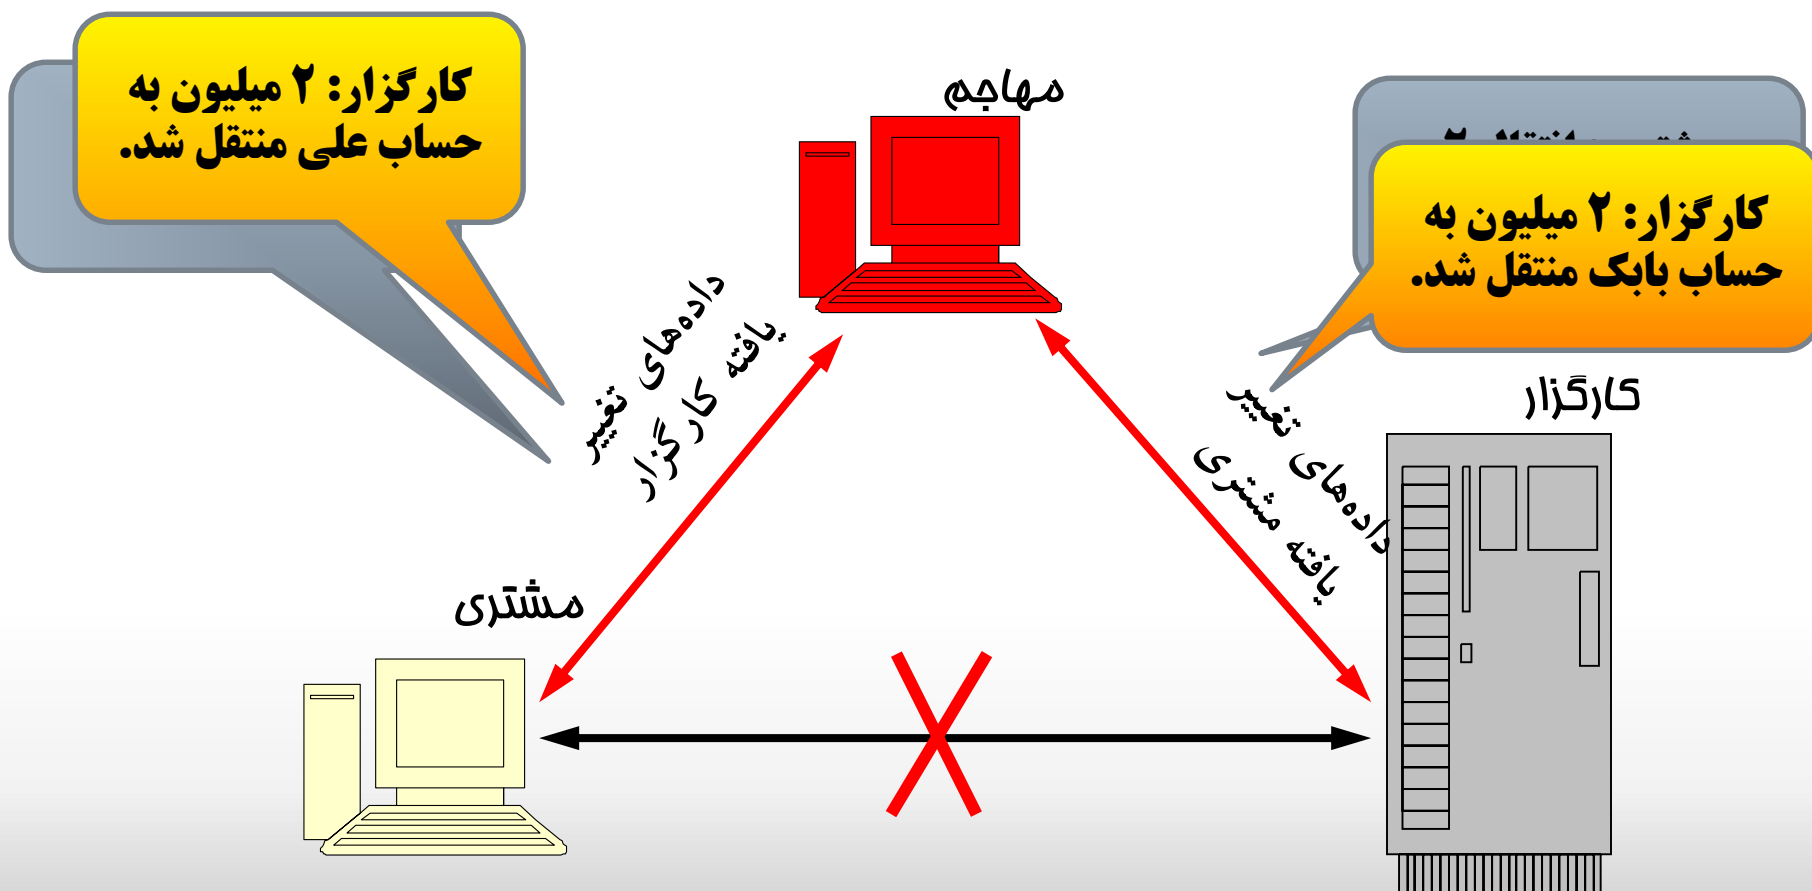 کارگزار: ۲ میلیون به
حساب علی منتقل شد.
مهاجم
کارگزار: ۲ میلیون به
حساب بابک منتقل شد.
داده‌های تغییر
یافته کارگزار
داده‌های تغییر
یافته مشتری
کارگزار
مشتری